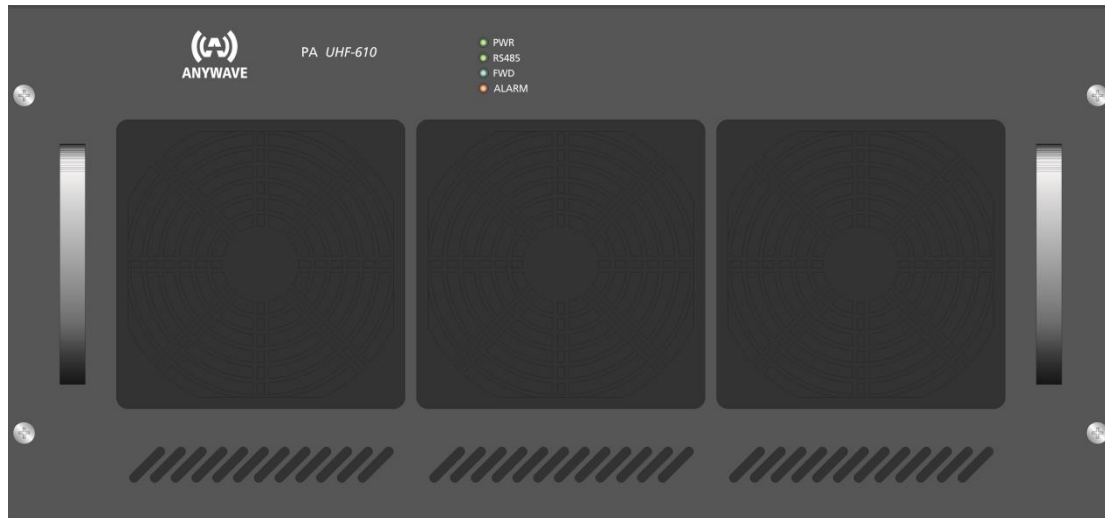 ANYWAVE
PA UHF-610
PWR
RS485
FWD
ALARM